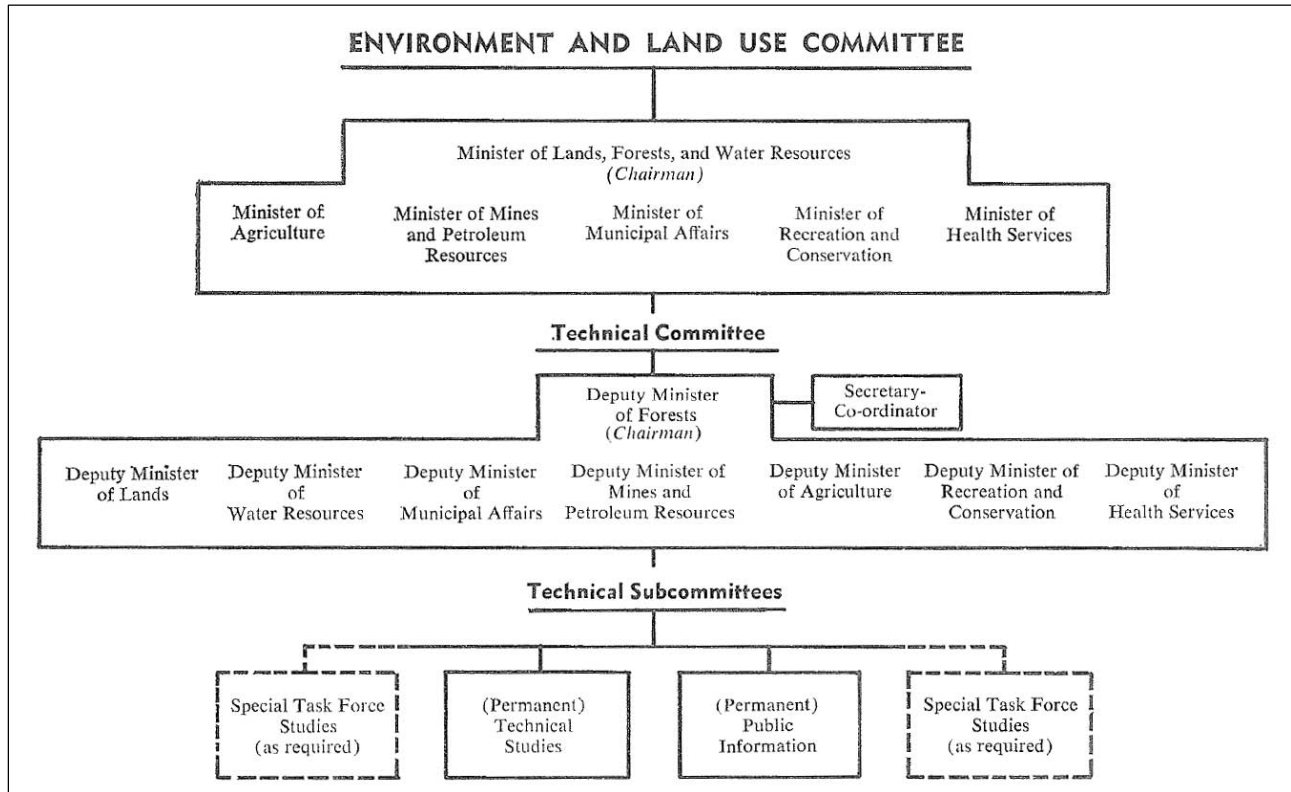 ENVIRONMENT AND LAND USE COMMITTEE
Minister of Lands, Forests, and Water Resources
(Chairman)
Minister of
Agriculture
Minister of Mines
and Petroleum
Resources
Minister of
Municipal Affairs
Minister of
Recreation and
Conservation
Minister of
Health Services
Technical Committee
Deputy Minister
of Forests
(Chairman)
Secretary-
Co-ordinator
Deputy Minister
of Lands
Deputy Minister
of
Water Resources
Deputy Minister
of
Municipal Affairs
Deputy Minister of
Mines and
Petroleum Resources
Deputy Minister
of Agriculture
Deputy Minister of
Recreation and
Conservation
Deputy Minister
of
Health Services
Technical Subcommittees
Special Task Force
Studies
(as required)
(Permanent)
Technical
Studies
(Permanent)
Public
Information
Special Task Force
Studies
(as required)